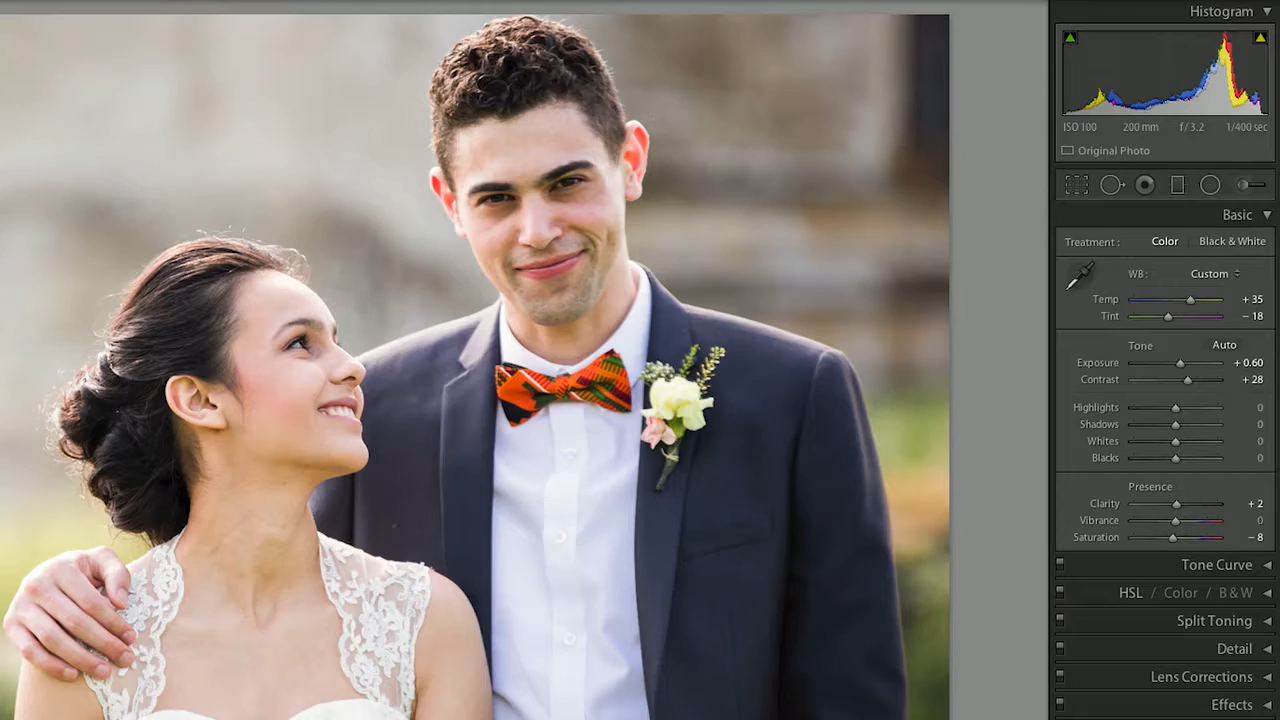 Histogram
ISO 100 200 mm f / 3.2 1/400 sec
Original Photo
Basic
Treatment : Color Black & White
WB: Custom
Temp + 35
Tint − 18
Tone Auto
Exposure + 0.60
Contrast + 28
Highlights 0
Shadows 0
Whites 0
Blacks 0
Presence
Clarity + 2
Vibrance 0
Saturation − 8
Tone Curve
HSL / Color / B & W
Split Toning
Detail
Lens Corrections
Effects